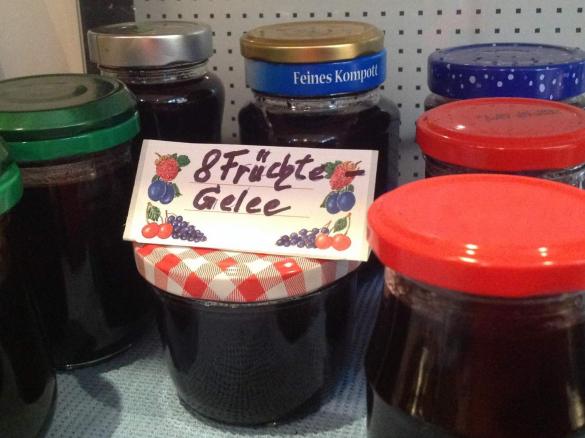 Feines Kompott
8 Früchte-
Gelee